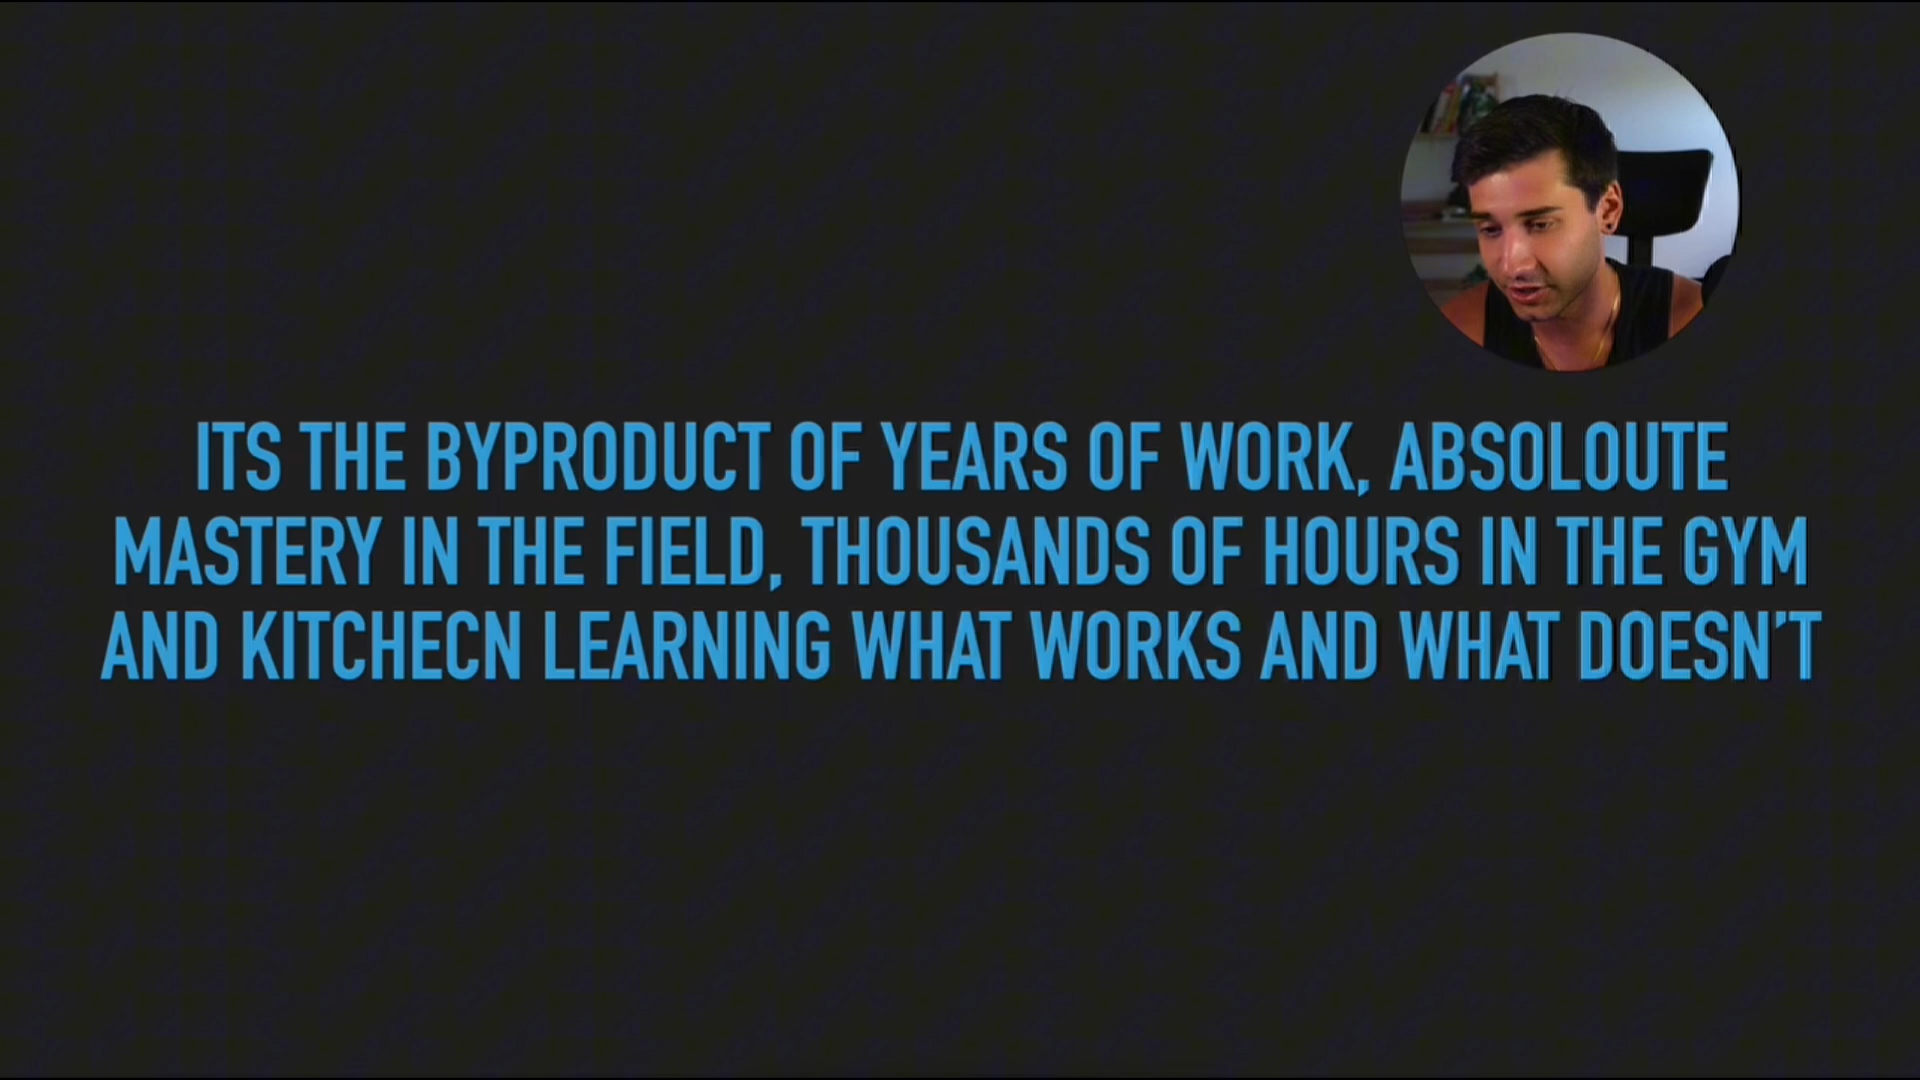 ITS THE BYPRODUCT OF YEARS OF WORK, ABSOLOUTE
MASTERY IN THE FIELD, THOUSANDS OF HOURS IN THE GYM
AND KITCHECN LEARNING WHAT WORKS AND WHAT DOESN'T